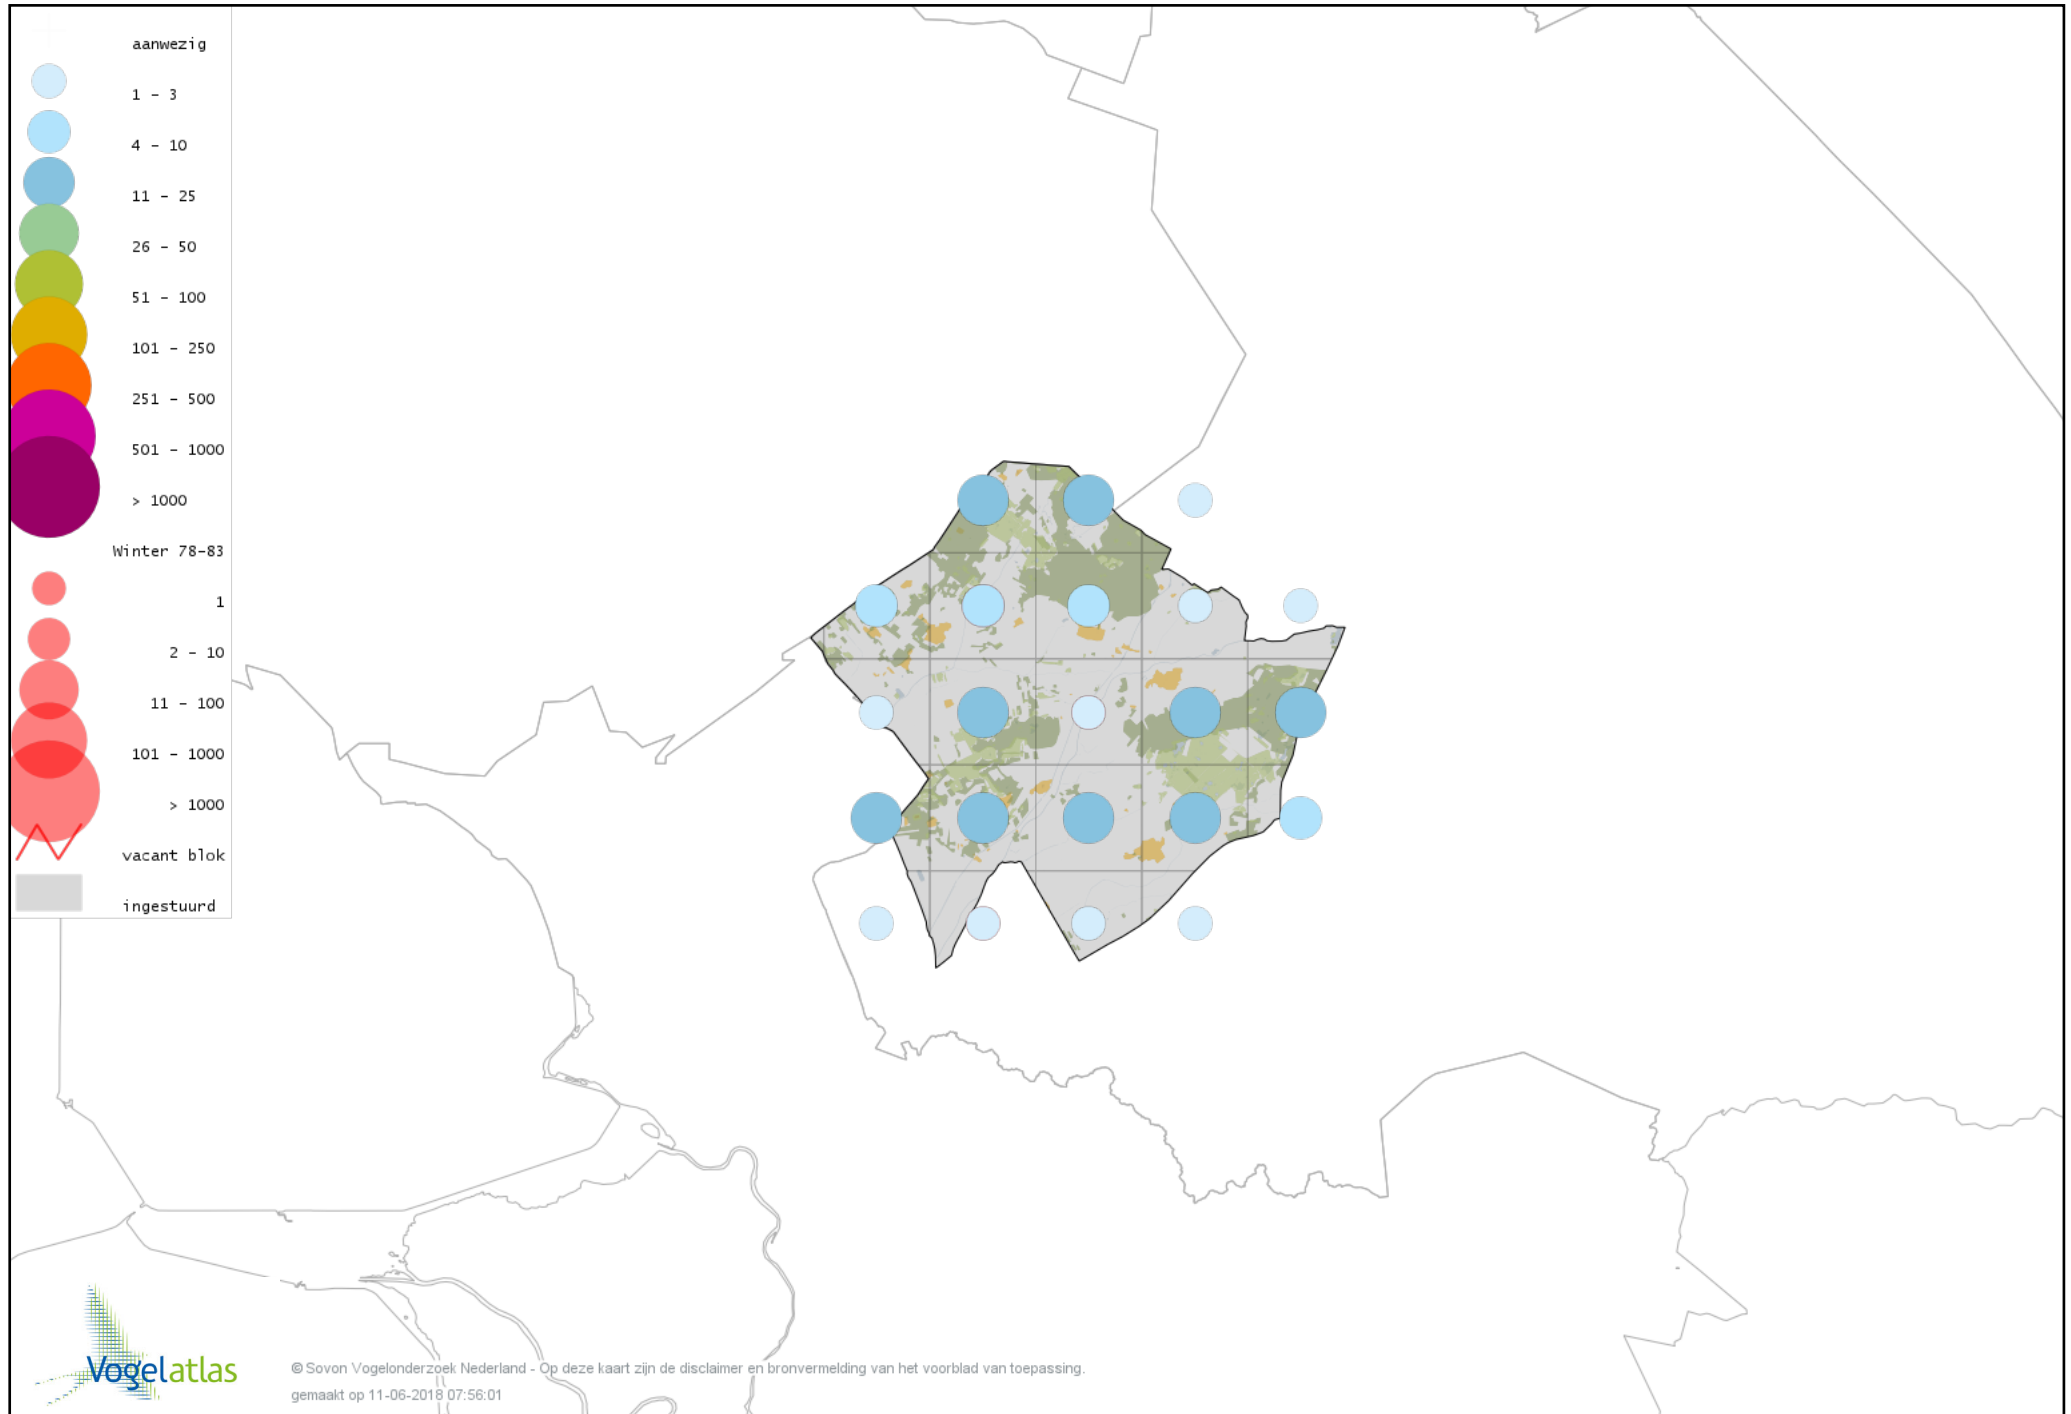 aanwezig
1 - 3
4 - 10
11 - 25
26 - 50
51 - 100
101 - 250
251 - 500
501 - 1000
> 1000
Winter 78-83
1
2 - 10
11 - 100
101 - 1000
> 1000
vacant blok
ingestuurd
Vogelatlas
© Sovon Vogelonderzoek Nederland - Op deze kaart zijn de disclaimer en bronvermelding van het voorblad van toepassing.
gemaakt op 11-06-2018 07:56:01